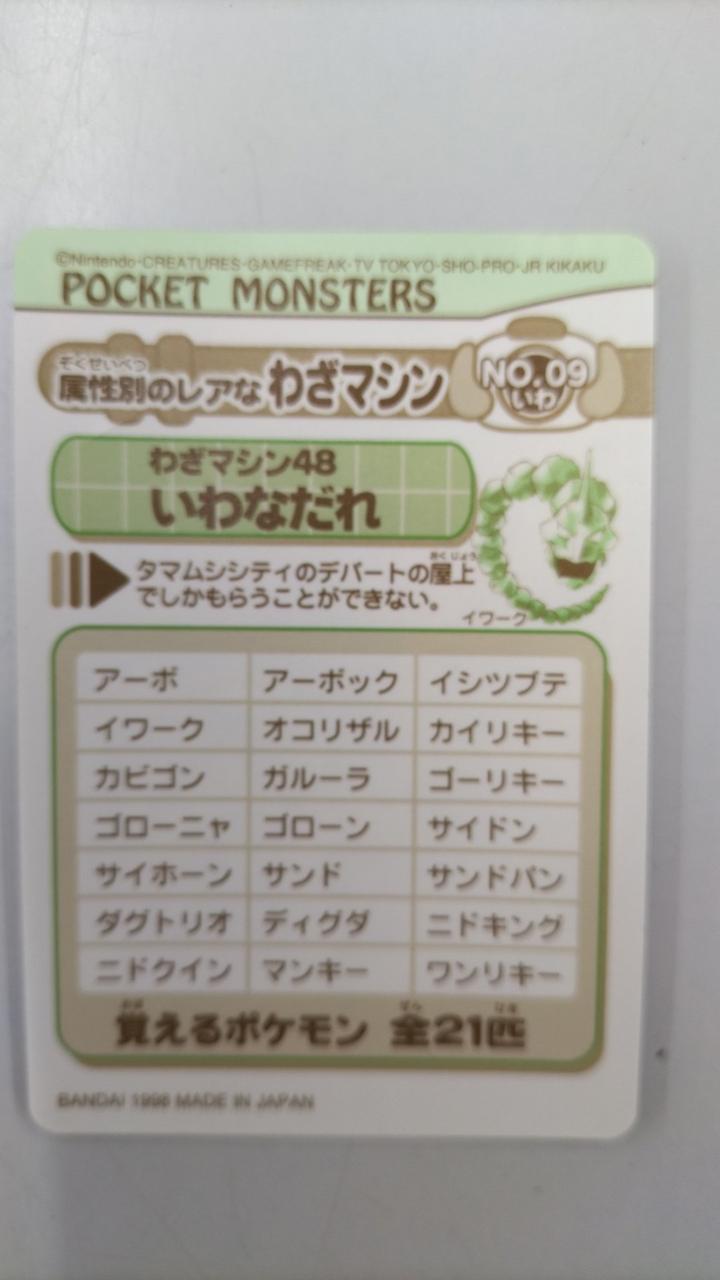 ©Nintendo･CREATURES･GAMEFREAK･TV TOKYO･SHO-PRO･JR KIKAKU
POCKET MONSTERS
ぞくせいべつ
属性別のレアなわざマシン
NO.09
いわ
わざマシン48
いわなだれ
おくじょう
タマムシシティのデパートの屋上
でしかもらうことができない。
イワーク
アーボ アーボック イシツブテ
イワーク オコリザル カイリキー
カビゴン ガルーラ ゴーリキー
ゴローニャ ゴローン サイドン
サイホーン サンド サンドパン
ダグトリオ ディグダ ニドキング
ニドクイン マンキー ワンリキー
覚えるポケモン 全21匹
BANDAI 1998 MADE IN JAPAN